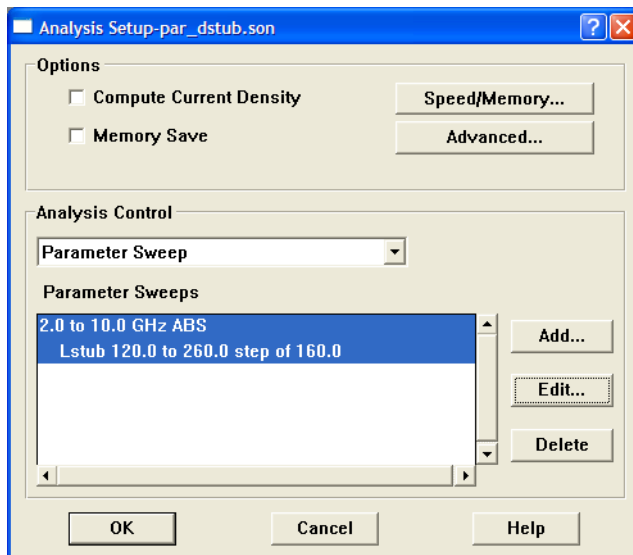 Analysis Setup-par_dstub.son
Options
Compute Current Density
Speed/Memory...
Memory Save
Advanced...
Analysis Control
Parameter Sweep
Parameter Sweeps
2.0 to 10.0 GHz ABS
Lstub 120.0 to 260.0 step of 160.0
Add...
Edit...
Delete
OK
Cancel
Help